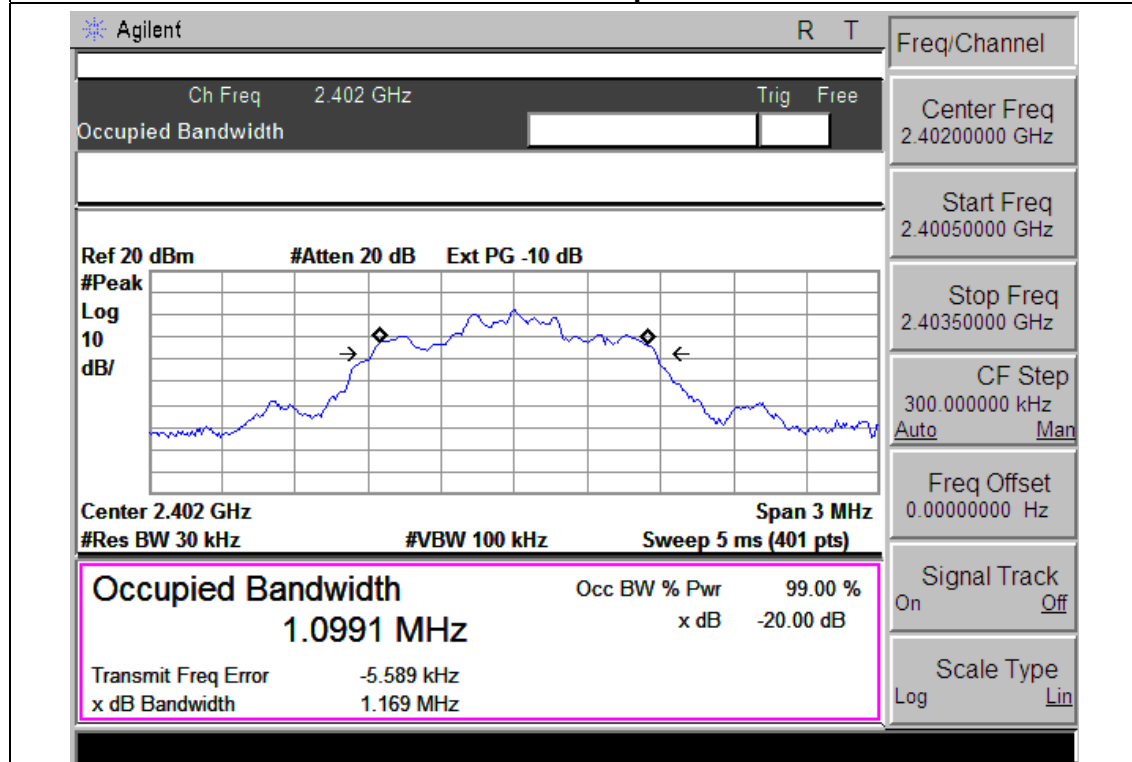 Agilent R T
Ch Freq 2.402 GHz Trig Free
Occupied Bandwidth
Ref 20 dBm #Atten 20 dB Ext PG -10 dB
#Peak
Log
10
dB/
Center 2.402 GHz Span 3 MHz
#Res BW 30 kHz #VBW 100 kHz Sweep 5 ms (401 pts)
Occupied Bandwidth Occ BW % Pwr 99.00 %
1.0991 MHz x dB -20.00 dB
Transmit Freq Error -5.589 kHz
x dB Bandwidth 1.169 MHz
Freq/Channel
Center Freq
2.40200000 GHz
Start Freq
2.40050000 GHz
Stop Freq
2.40350000 GHz
CF Step
300.000000 kHz
Auto Man
Freq Offset
0.00000000 Hz
Signal Track
On Off
Scale Type
Log Lin